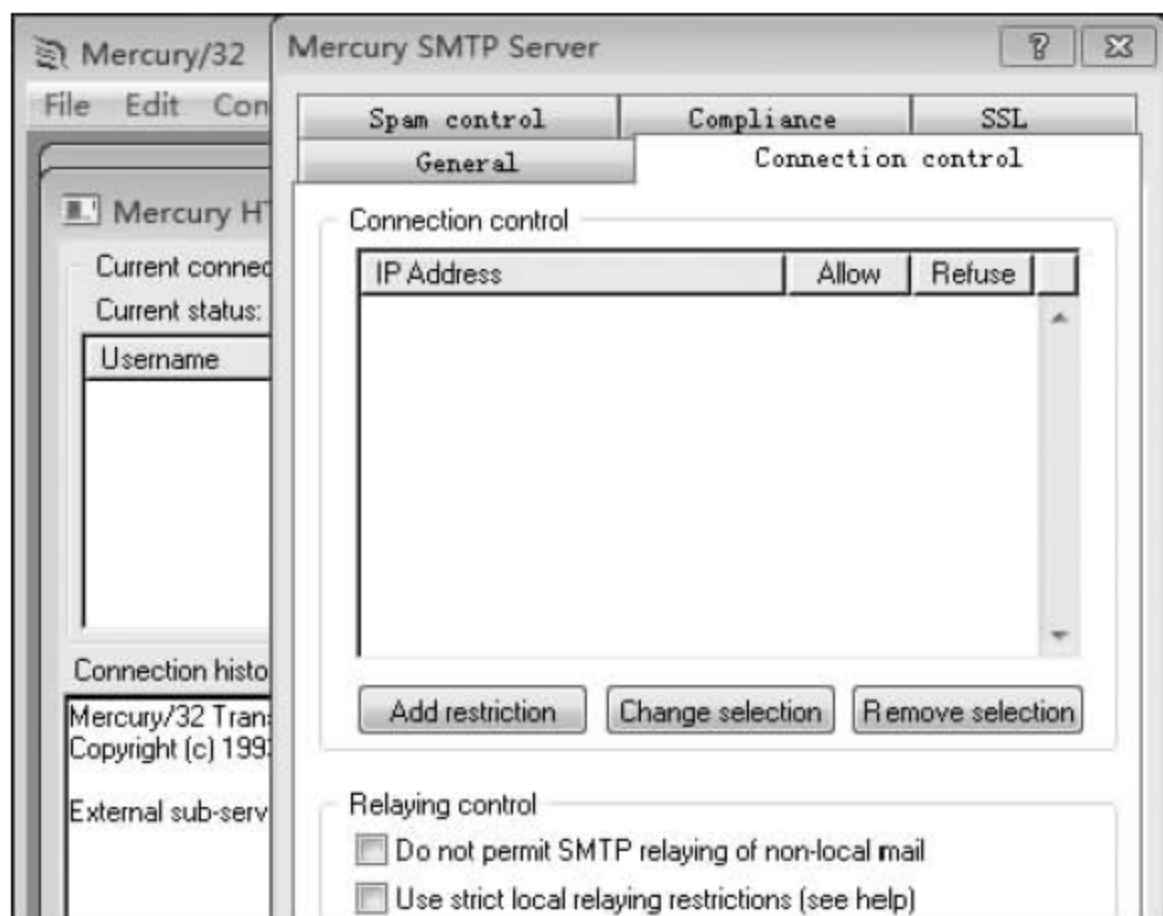 Mercury/32
File Edit Con
Mercury HT
Current connec
Current status:
Username
Connection histo
Mercury/32 Tran
Copyright (c) 199
External sub-serv
Mercury SMTP Server
Spam control Compliance SSL
General Connection control
Connection control
IP Address Allow Refuse
Add restriction Change selection Remove selection
Relaying control
Do not permit SMTP relaying of non-local mail
Use strict local relaying restrictions (see help)